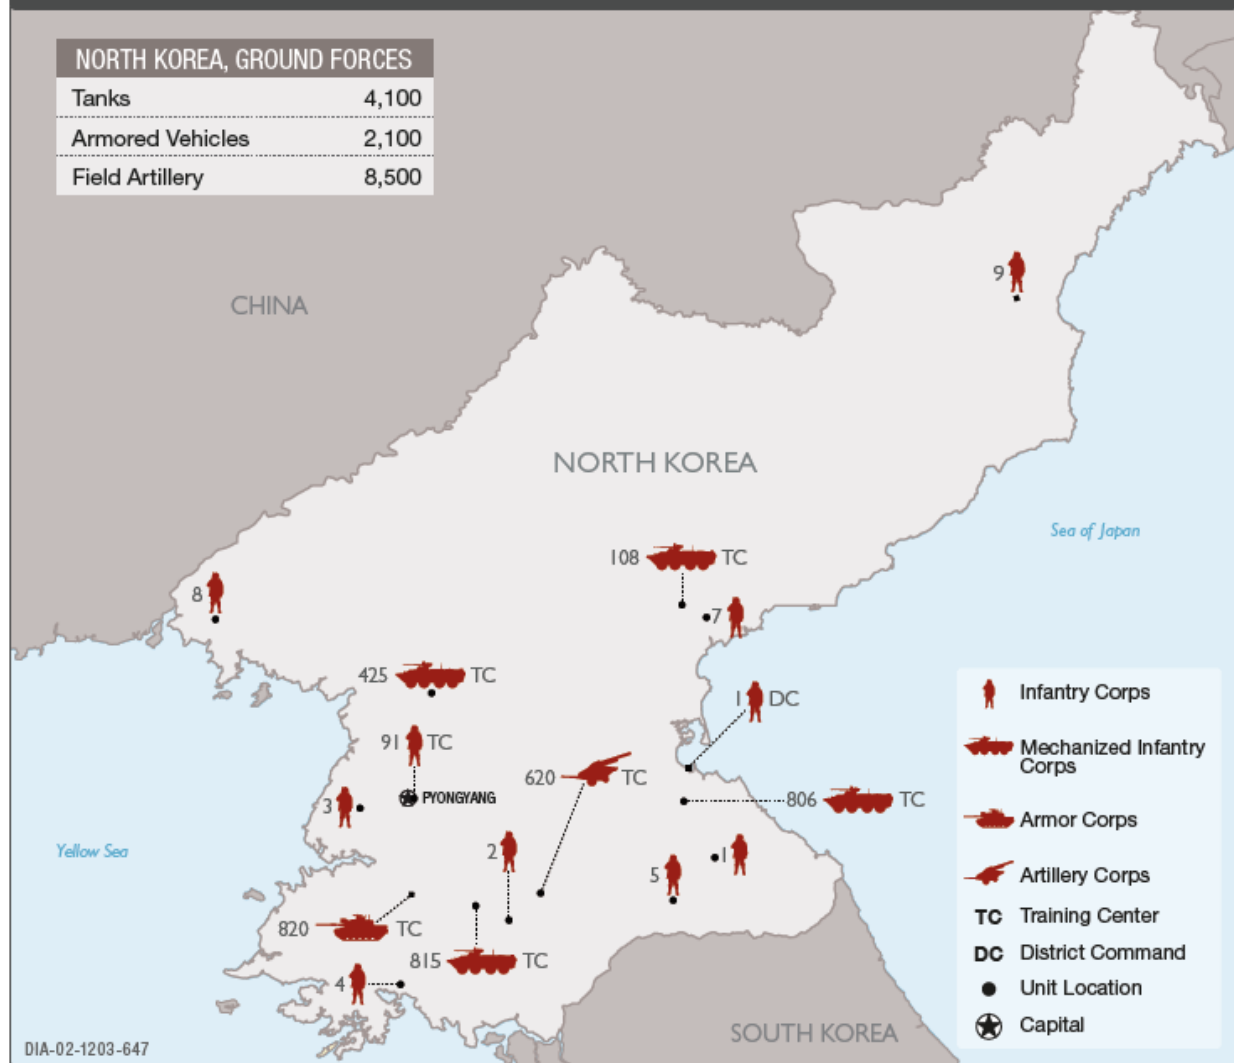 NORTH KOREA, GROUND FORCES
Tanks 4,100
Armored Vehicles 2,100
Field Artillery 8,500
CHINA
9
NORTH KOREA
Sea of Japan
108 TC
8
7
425 TC
1 DC
91 TC
620 TC
3
PYONGYANG
806 TC
Yellow Sea
2
1
5
820 TC
815 TC
4
SOUTH KOREA
Infantry Corps
Mechanized Infantry
Corps
Armor Corps
Artillery Corps
TC Training Center
DC District Command
Unit Location
Capital
DIA-02-1203-647